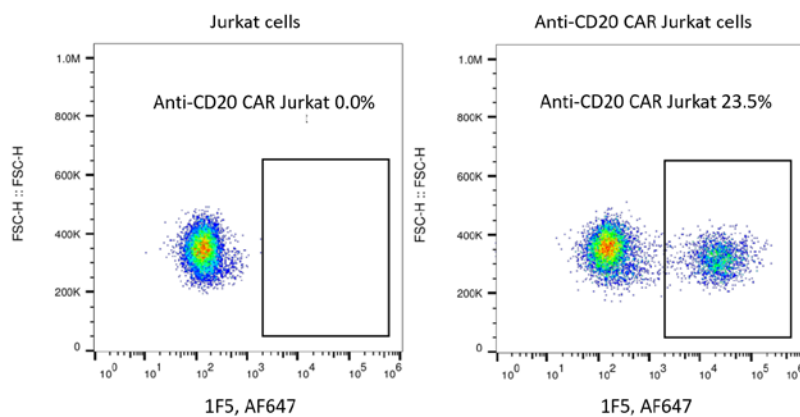 Jurkat cells
Anti-CD20 CAR Jurkat 0.0%
1.0M
800K
600K
400K
200K
0
FSC-H :: FSC-H
10^0 10^1 10^2 10^3 10^4 10^5 10^6
1F5, AF647
Anti-CD20 CAR Jurkat cells
Anti-CD20 CAR Jurkat 23.5%
1.0M
800K
600K
400K
200K
0
FSC-H :: FSC-H
10^0 10^1 10^2 10^3 10^4 10^5 10^6
1F5, AF647